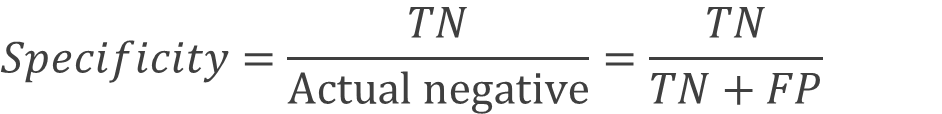 Specificity = TN / Actual negative = TN / TN + FP